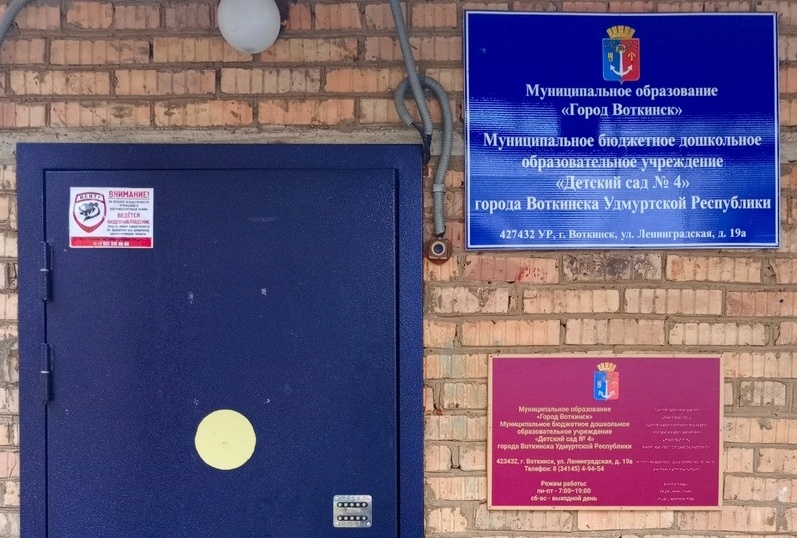 ВНИМАНИЕ!
ВЕДЁТСЯ
ВИДЕОНАБЛЮДЕНИЕ
Муниципальное образование
«Город Воткинск»
Муниципальное бюджетное дошкольное
образовательное учреждение
«Детский сад № 4»
города Воткинска Удмуртской Республики
427432 УР, г. Воткинск, ул. Ленинградская, д. 19а
Муниципальное образование
«Город Воткинск»
Муниципальное бюджетное дошкольное
образовательное учреждение
«Детский сад № 4»
города Воткинска Удмуртской Республики
423432, г. Воткинск, ул. Ленинградская, д. 19а
Телефон: 8 (34145) 4-94-54
Режим работы:
пн-пт - 7:00-19:00
сб-вс - выходной день